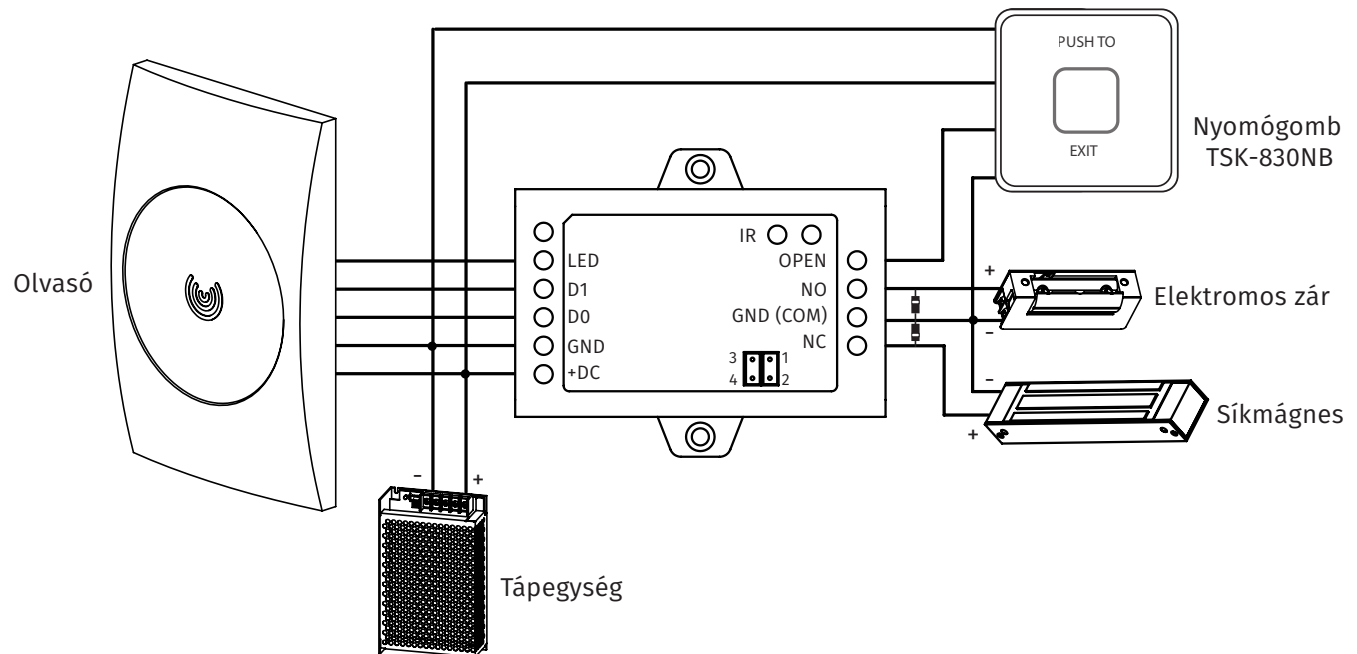 PUSH TO
EXIT
Nyomógomb
TSK-830NB
Olvasó
LED
D1
D0
GND
+DC
IR
OPEN
NO
GND (COM)
NC
3
1
4
2
+
Elektromos zár
-
-
Síkmágnes
+
-
+
Tápegység